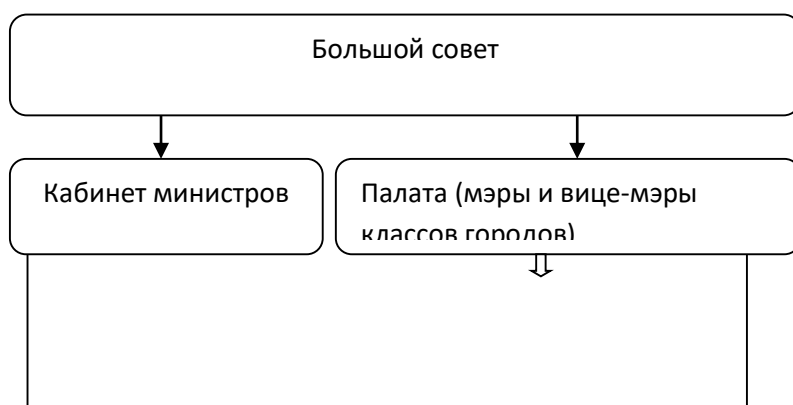 Большой совет
Кабинет министров
Палата (мэры и вице-мэры
классов городов)